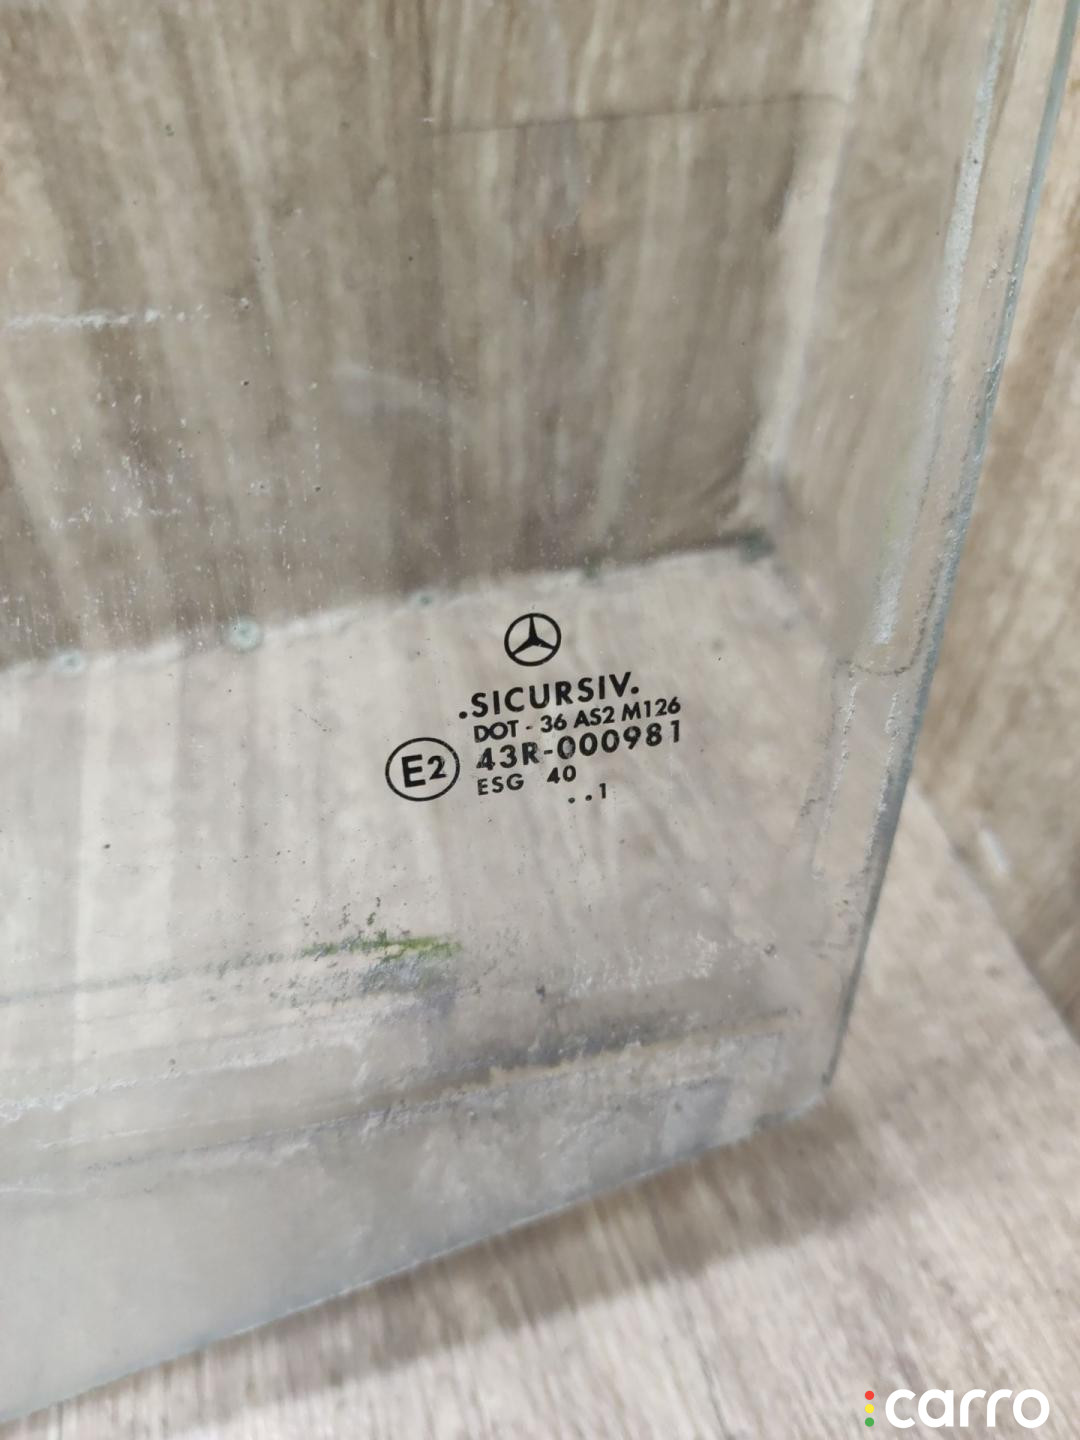 .SICURSIV.
DOT - 36 AS2 M126
E2 43R-000981
ESG 40
. . 1
carro